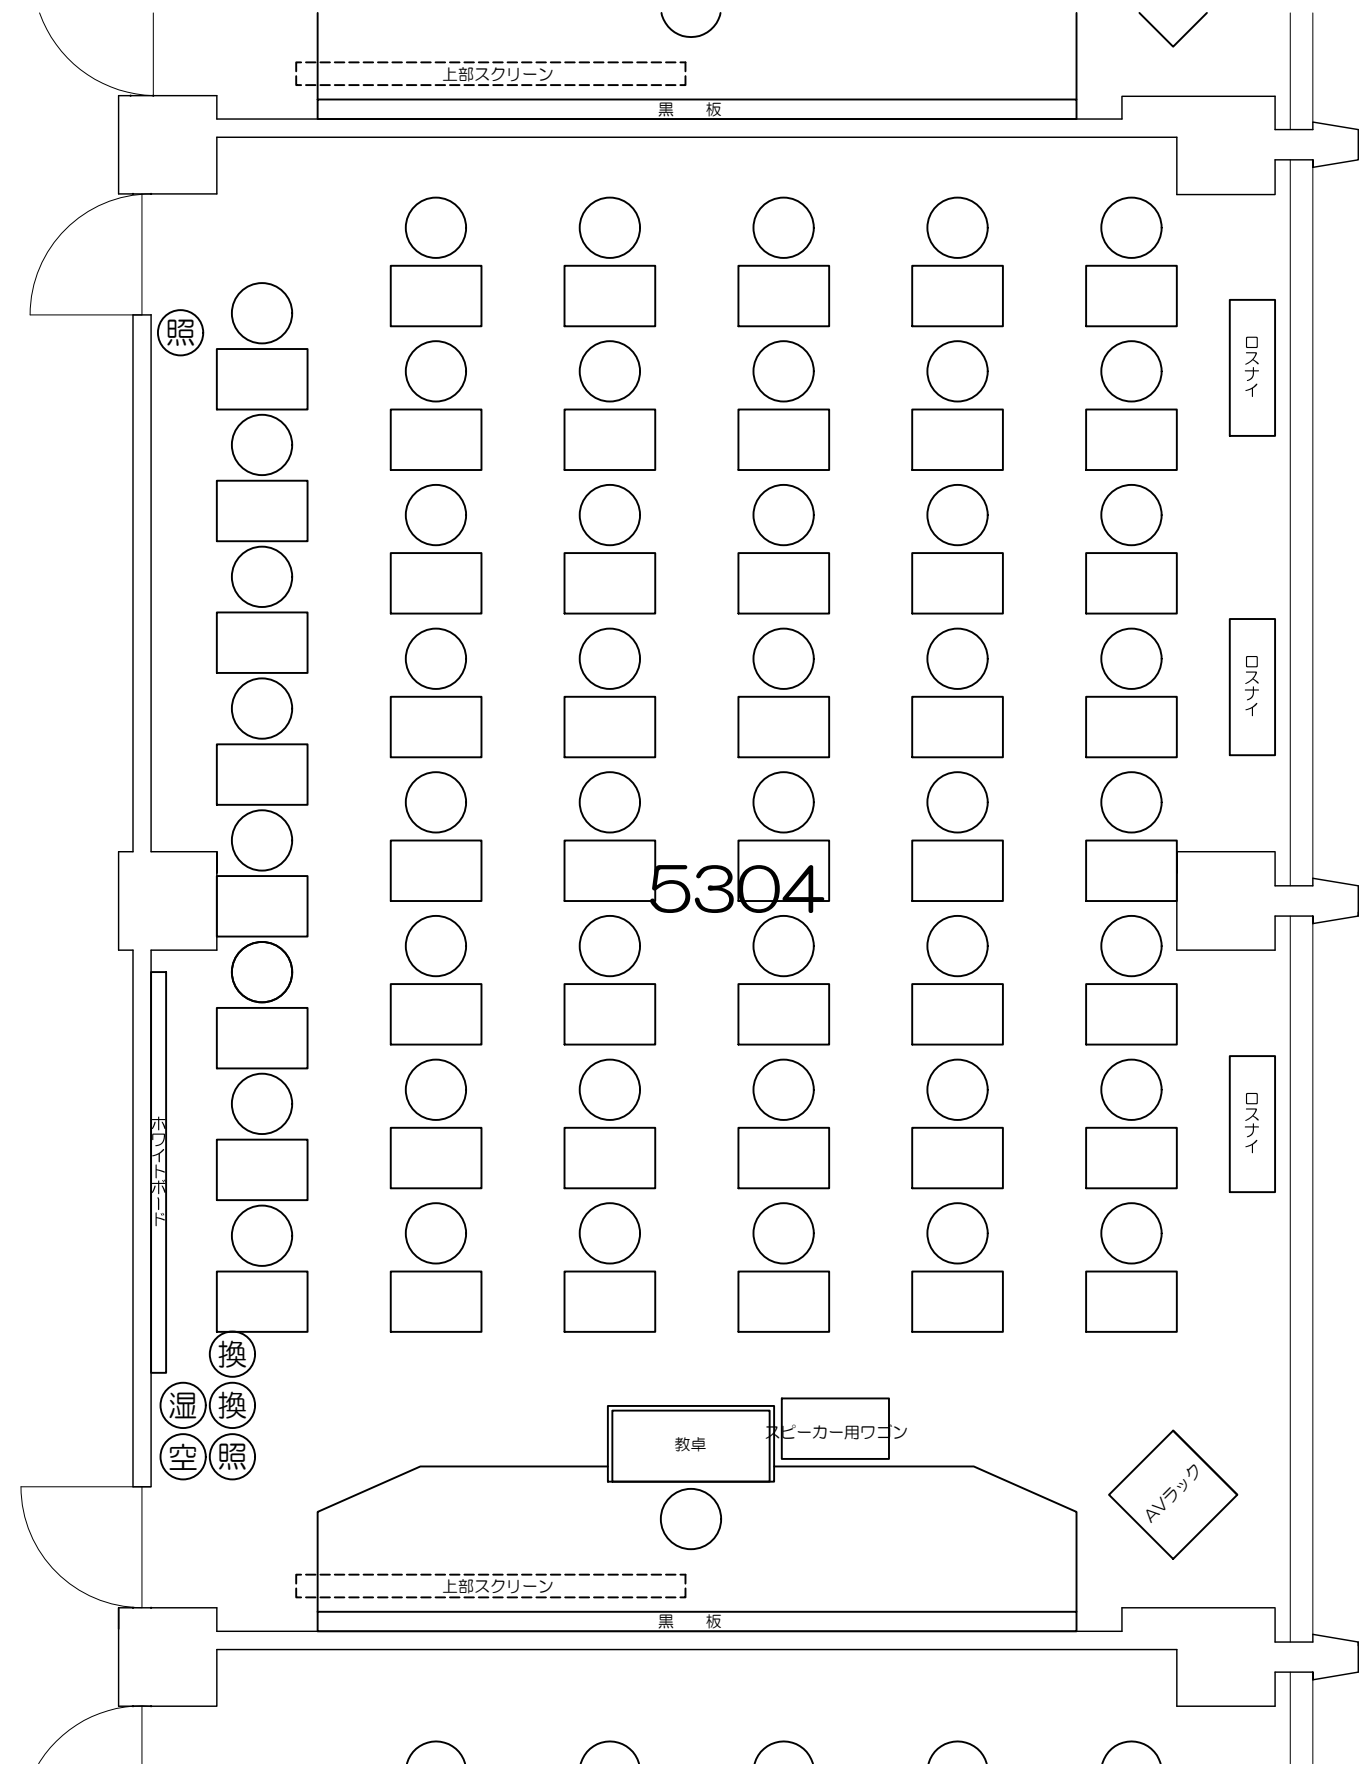 上部スクリーン
黒　板
照
ロスナイ
ロスナイ
5304
ロスナイ
ホワイトボード
換
湿 換
空 照
教卓
スピーカー用ワゴン
AVラック
上部スクリーン
黒　板